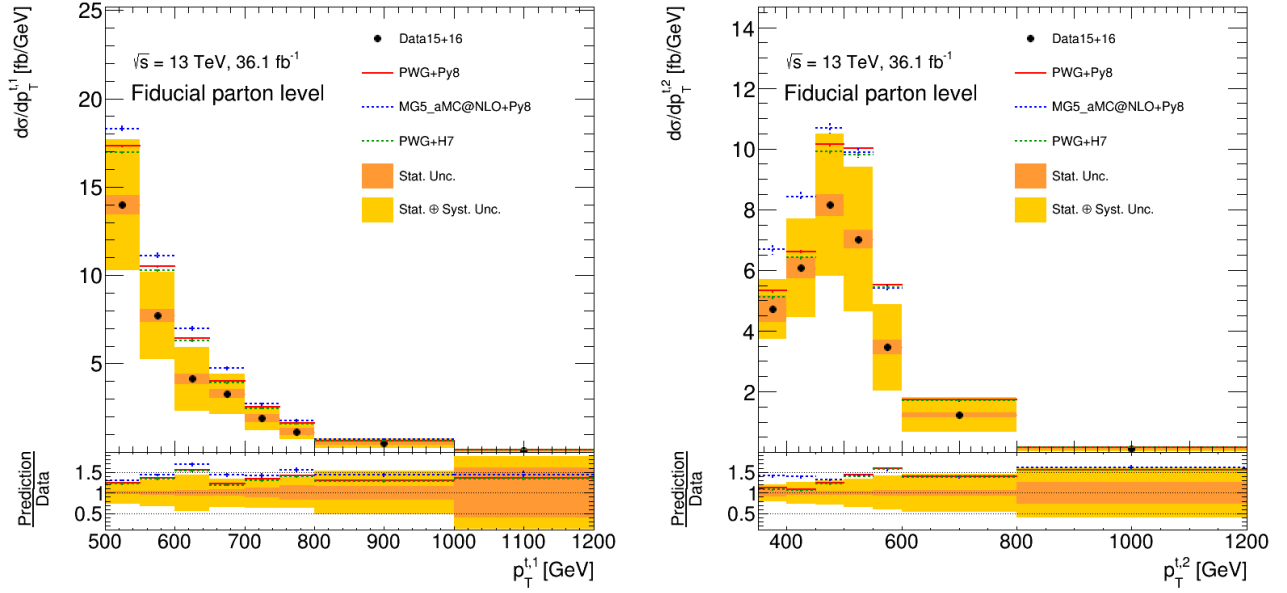 dσ/dp_T^{t,1} [fb/GeV]
25
20
15
10
5
√s = 13 TeV, 36.1 fb⁻¹
Fiducial parton level
Data15+16
PWG+Py8
MG5_aMC@NLO+Py8
PWG+H7
Stat. Unc.
Stat. ⊕ Syst. Unc.
Prediction
Data
1.5
1
0.5
500 600 700 800 900 1000 1100 1200
p_T^{t,1} [GeV]
dσ/dp_T^{t,2} [fb/GeV]
14
12
10
8
6
4
2
√s = 13 TeV, 36.1 fb⁻¹
Fiducial parton level
Data15+16
PWG+Py8
MG5_aMC@NLO+Py8
PWG+H7
Stat. Unc.
Stat. ⊕ Syst. Unc.
Prediction
Data
1.5
1
0.5
400 600 800 1000 1200
p_T^{t,2} [GeV]